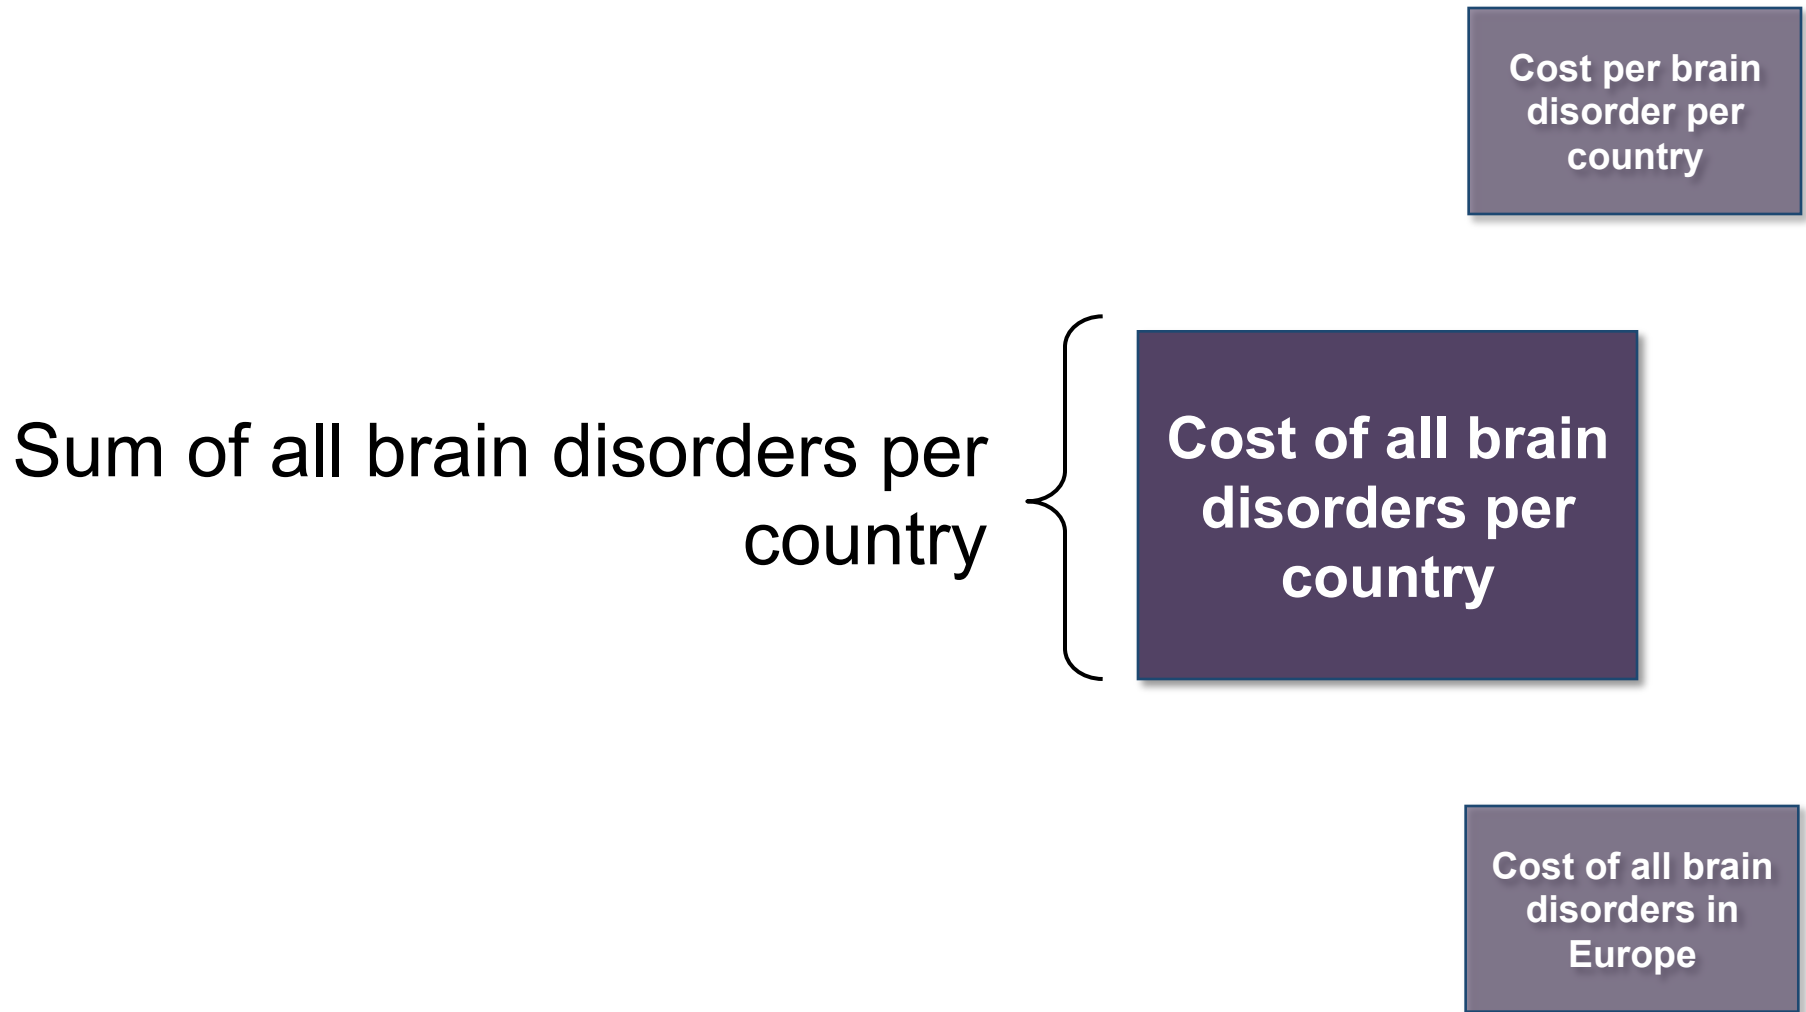 Cost per brain
disorder per
country
Sum of all brain disorders per
country
Cost of all brain
disorders per
country
Cost of all brain
disorders in
Europe